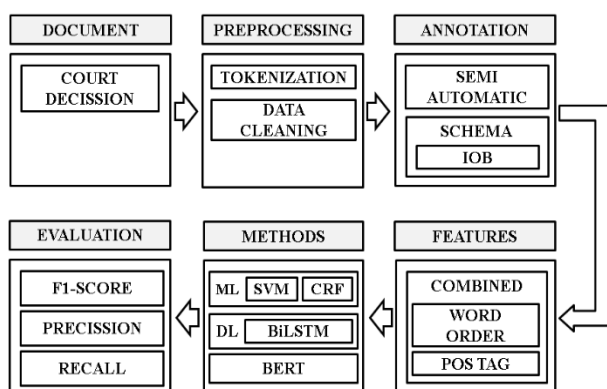 DOCUMENT
COURT
DECISSION
PREPROCESSING
TOKENIZATION
DATA
CLEANING
ANNOTATION
SEMI
AUTOMATIC
SCHEMA
IOB
EVALUATION
F1-SCORE
PRECISSION
RECALL
METHODS
ML SVM CRF
DL BiLSTM
BERT
FEATURES
COMBINED
WORD
ORDER
POS TAG